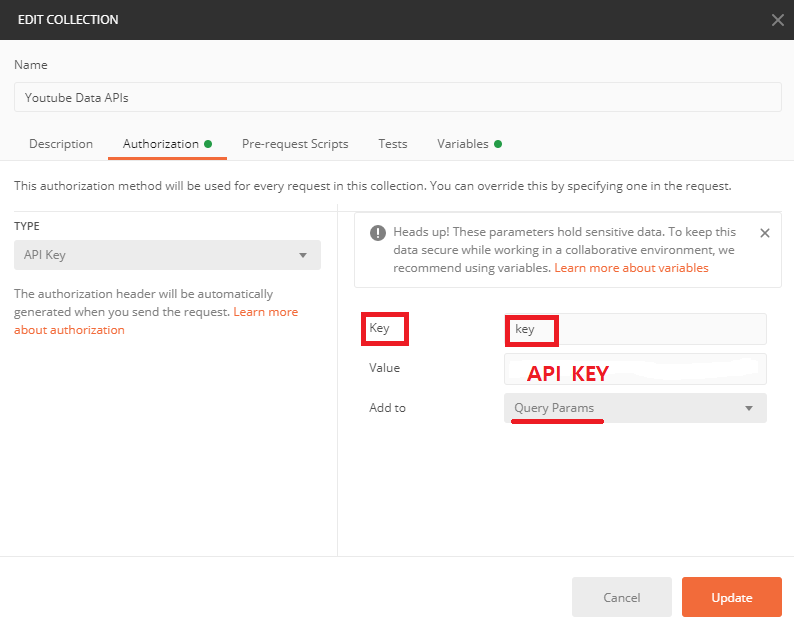 EDIT COLLECTION
Name
Youtube Data APIs
Description Authorization Pre-request Scripts Tests Variables
This authorization method will be used for every request in this collection. You can override this by specifying one in the request.
TYPE
API Key
The authorization header will be automatically
generated when you send the request. Learn more
about authorization
Heads up! These parameters hold sensitive data. To keep this
data secure while working in a collaborative environment, we
recommend using variables. Learn more about variables
Key key
Value API KEY
Add to Query Params
Cancel Update